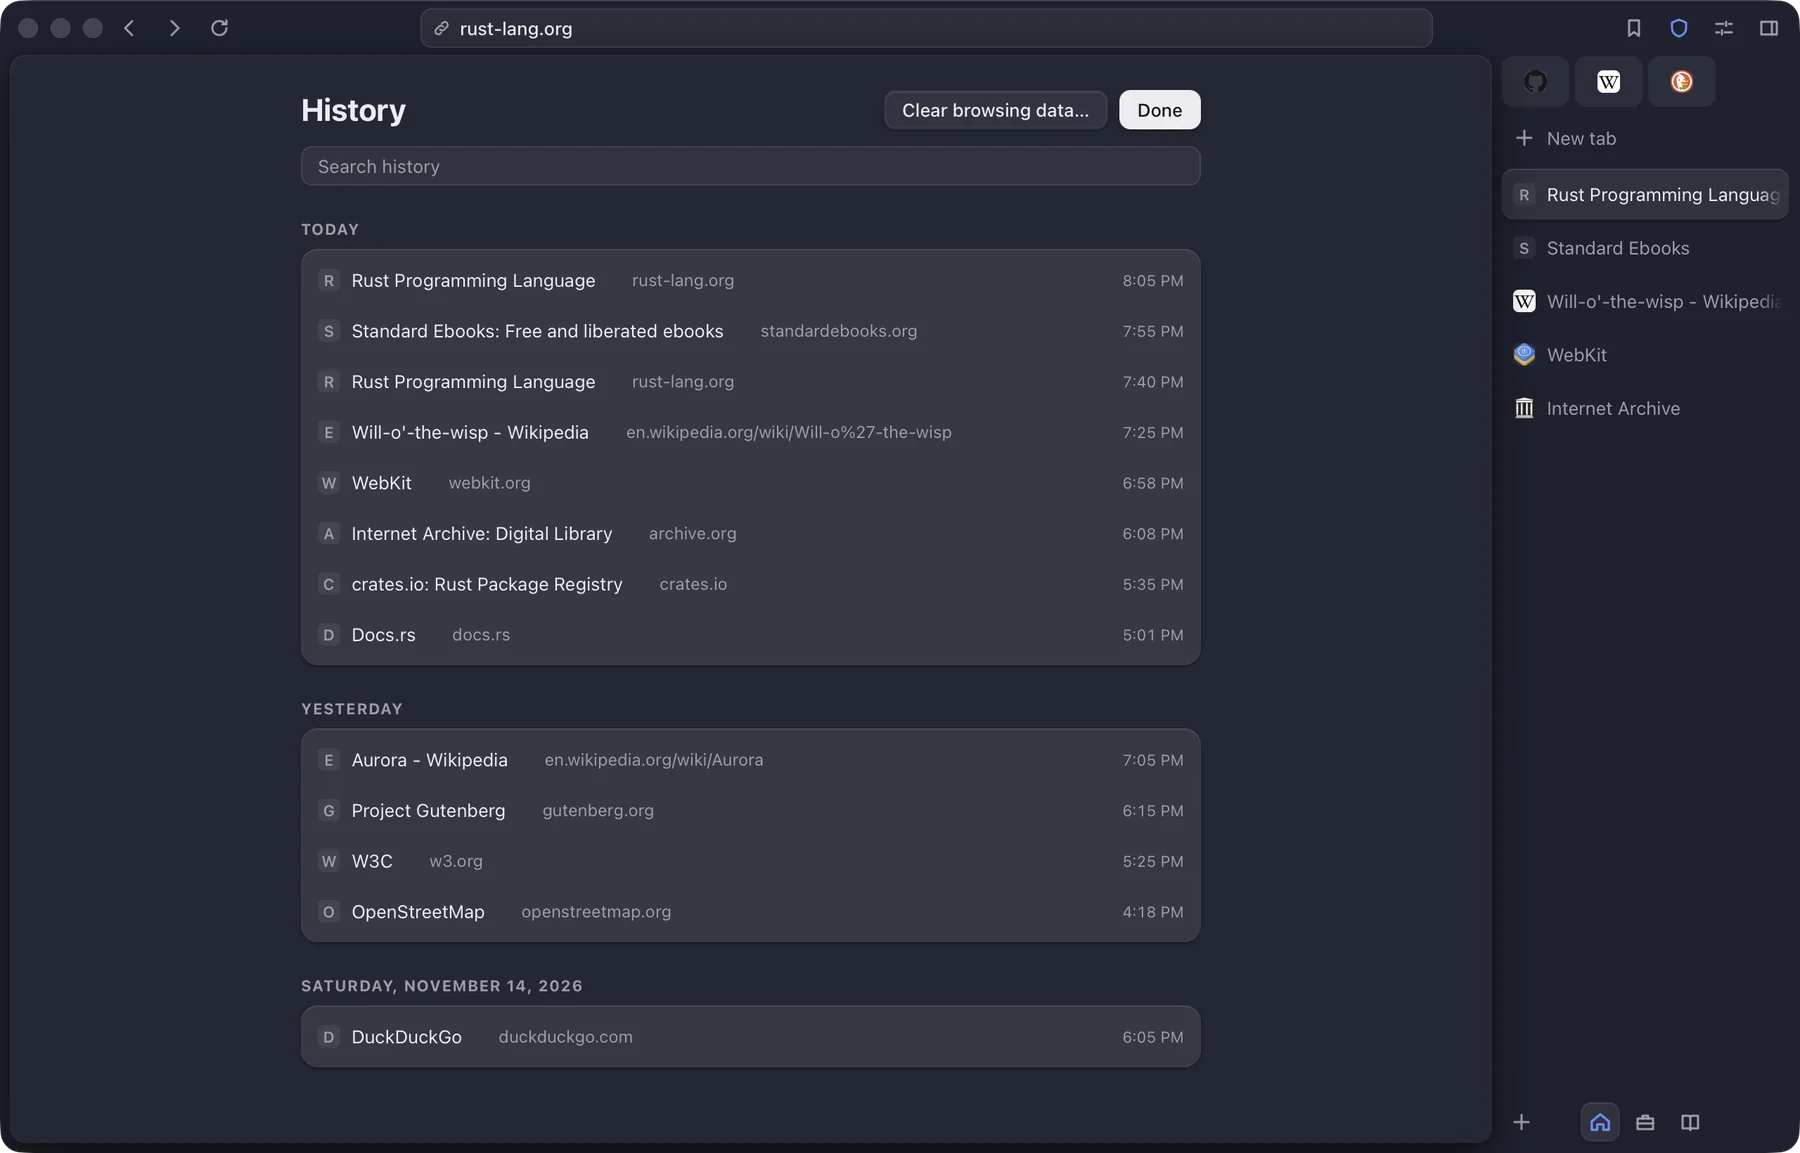 rust-lang.org
History
Clear browsing data...
Done
Search history
TODAY
R Rust Programming Language rust-lang.org 8:05 PM
S Standard Ebooks: Free and liberated ebooks standardebooks.org 7:55 PM
R Rust Programming Language rust-lang.org 7:40 PM
E Will-o'-the-wisp - Wikipedia en.wikipedia.org/wiki/Will-o%27-the-wisp 7:25 PM
W WebKit webkit.org 6:58 PM
A Internet Archive: Digital Library archive.org 6:08 PM
C crates.io: Rust Package Registry crates.io 5:35 PM
D Docs.rs docs.rs 5:01 PM
YESTERDAY
E Aurora - Wikipedia en.wikipedia.org/wiki/Aurora 7:05 PM
G Project Gutenberg gutenberg.org 6:15 PM
W W3C w3.org 5:25 PM
O OpenStreetMap openstreetmap.org 4:18 PM
SATURDAY, NOVEMBER 14, 2026
D DuckDuckGo duckduckgo.com 6:05 PM
W
New tab
R Rust Programming Languag
S Standard Ebooks
W Will-o'-the-wisp - Wikipedia
WebKit
Internet Archive